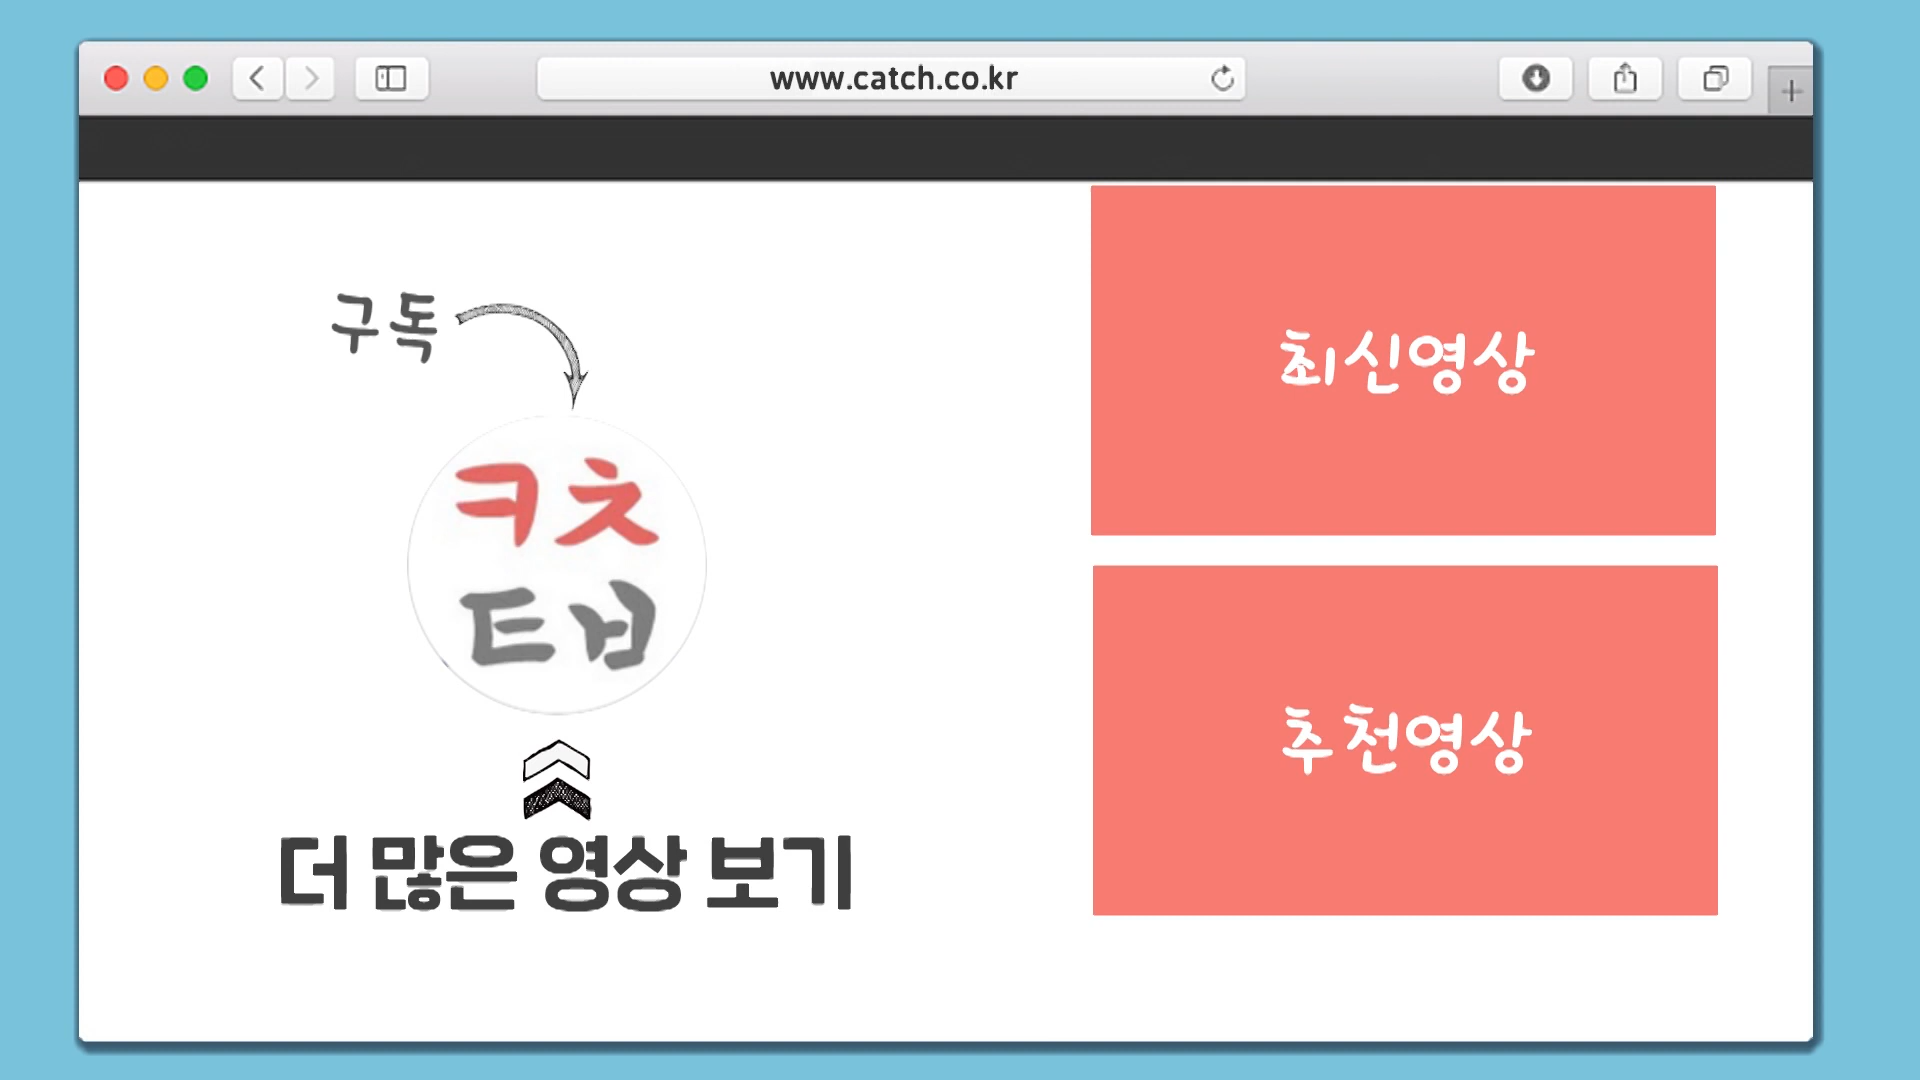 www.catch.co.kr
구독
ㅋㅊ
ㅌㅂ
더 많은 영상 보기
최신영상
추천영상